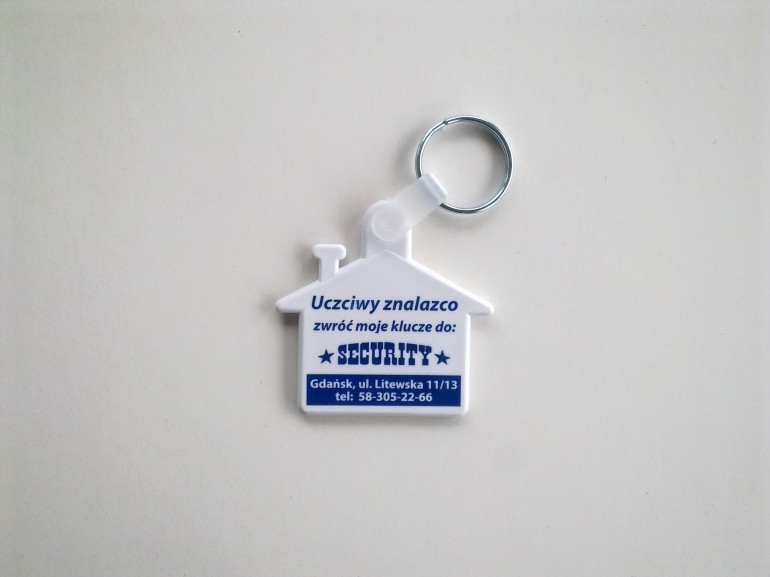 Uczciwy znalazco
zwróć moje klucze do:
★SECURITY★
Gdańsk, ul. Litewska 11/13
tel: 58-305-22-66